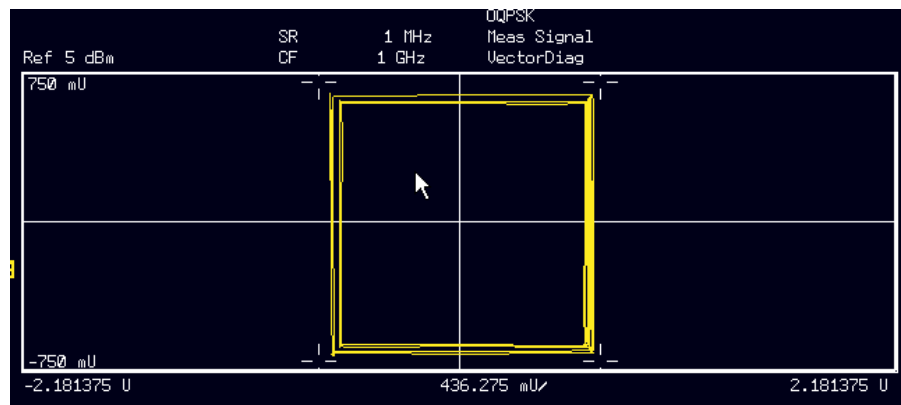 OQPSK
SR 1 MHz Meas Signal
Ref 5 dBm CF 1 GHz VectorDiag
750 mU
-750 mU
-2.181375 U 436.275 mU/ 2.181375 U